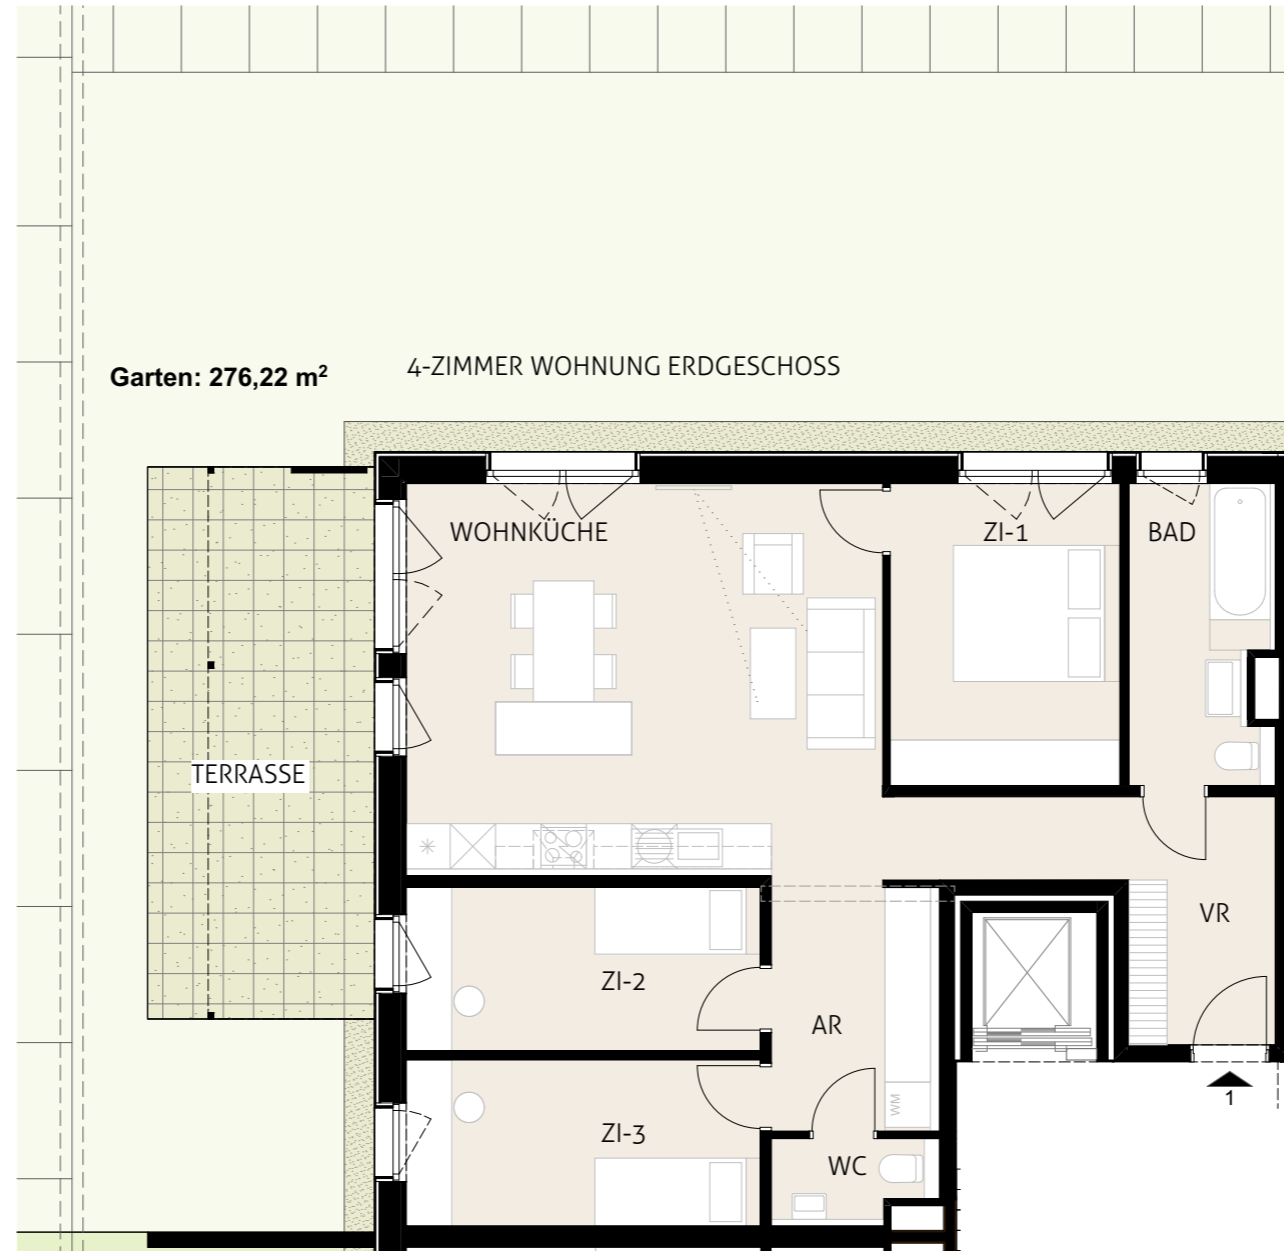 4-ZIMMER WOHNUNG ERDGESCHOSS
Garten: 276,22 m²
WOHNKÜCHE
ZI-1
BAD
TERRASSE
VR
ZI-2
AR
WM
1
ZI-3
WC